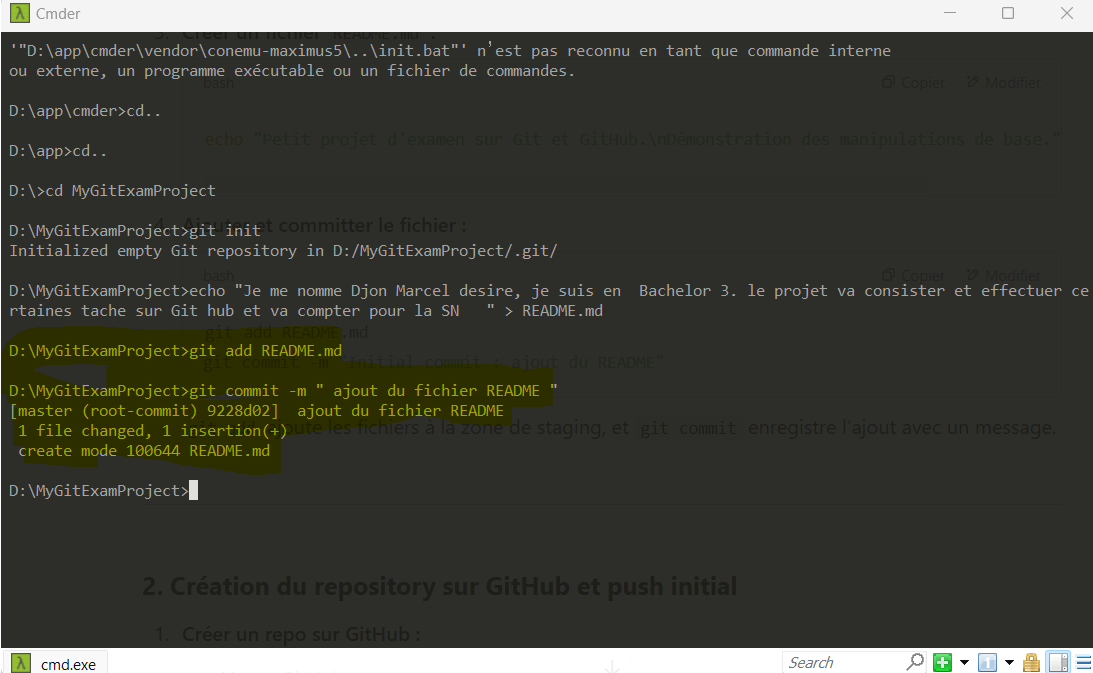 Cmder
3. Créer un fichier README.md :
'"D:\app\cmder\vendor\conemu-maximus5\..\init.bat"' n'est pas reconnu en tant que commande interne
ou externe, un programme exécutable ou un fichier de commandes.
bash
Copier Modifier
D:\app\cmder>cd..
echo "Petit projet d'examen sur Git et GitHub.\nDémonstration des manipulations de base."
D:\app>cd..
D:\>cd MyGitExamProject
4. Ajouter et committer le fichier :
D:\MyGitExamProject>git init
Initialized empty Git repository in D:/MyGitExamProject/.git/
bash
Copier Modifier
D:\MyGitExamProject>echo "Je me nomme Djon Marcel desire, je suis en  Bachelor 3. le projet va consister et effectuer ce
rtaines tache sur Git hub et va compter pour la SN   " > README.md
git add README.md
D:\MyGitExamProject>git add README.md
git commit -m "Initial commit : ajout du README"
D:\MyGitExamProject>git commit -m " ajout du fichier README "
[master (root-commit) 9228d02]  ajout du fichier README
1 file changed, 1 insertion(+)
ajoute les fichiers à la zone de staging, et git commit enregistre l'ajout avec un message.
create mode 100644 README.md
D:\MyGitExamProject>
2. Création du repository sur GitHub et push initial
1. Créer un repo sur GitHub :
cmd.exe
Search